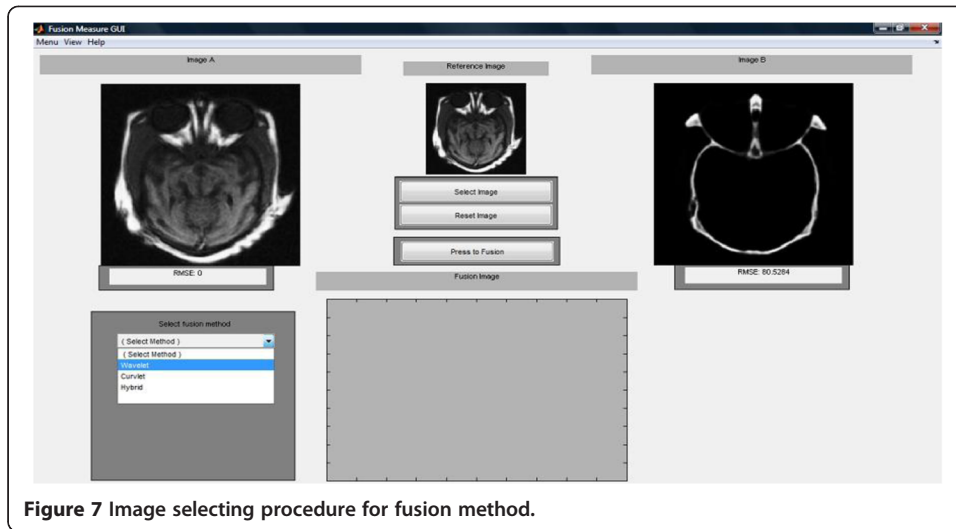 Fusion Measure GUI
Menu View Help
Image A
Reference Image
Image B
Select Image
Reset Image
Press to Fusion
RMSE: 0
RMSE: 80.5284
Fusion Image
Select fusion method
( Select Method )
( Select Method )
Wavelet
Curvlet
Hybrid
Figure 7 Image selecting procedure for fusion method.